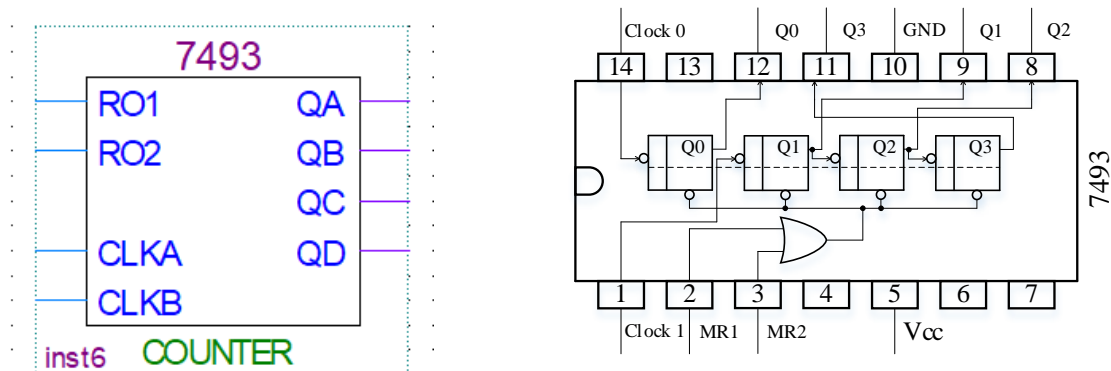 7493
RO1 QA
RO2 QB
QC
CLKA QD
CLKB
inst6 COUNTER
Clock 0 Q0 Q3 GND Q1 Q2
14 13 12 11 10 9 8
Q0 Q1 Q2 Q3
7493
1 2 3 4 5 6 7
Clock 1 MR1 MR2 Vcc